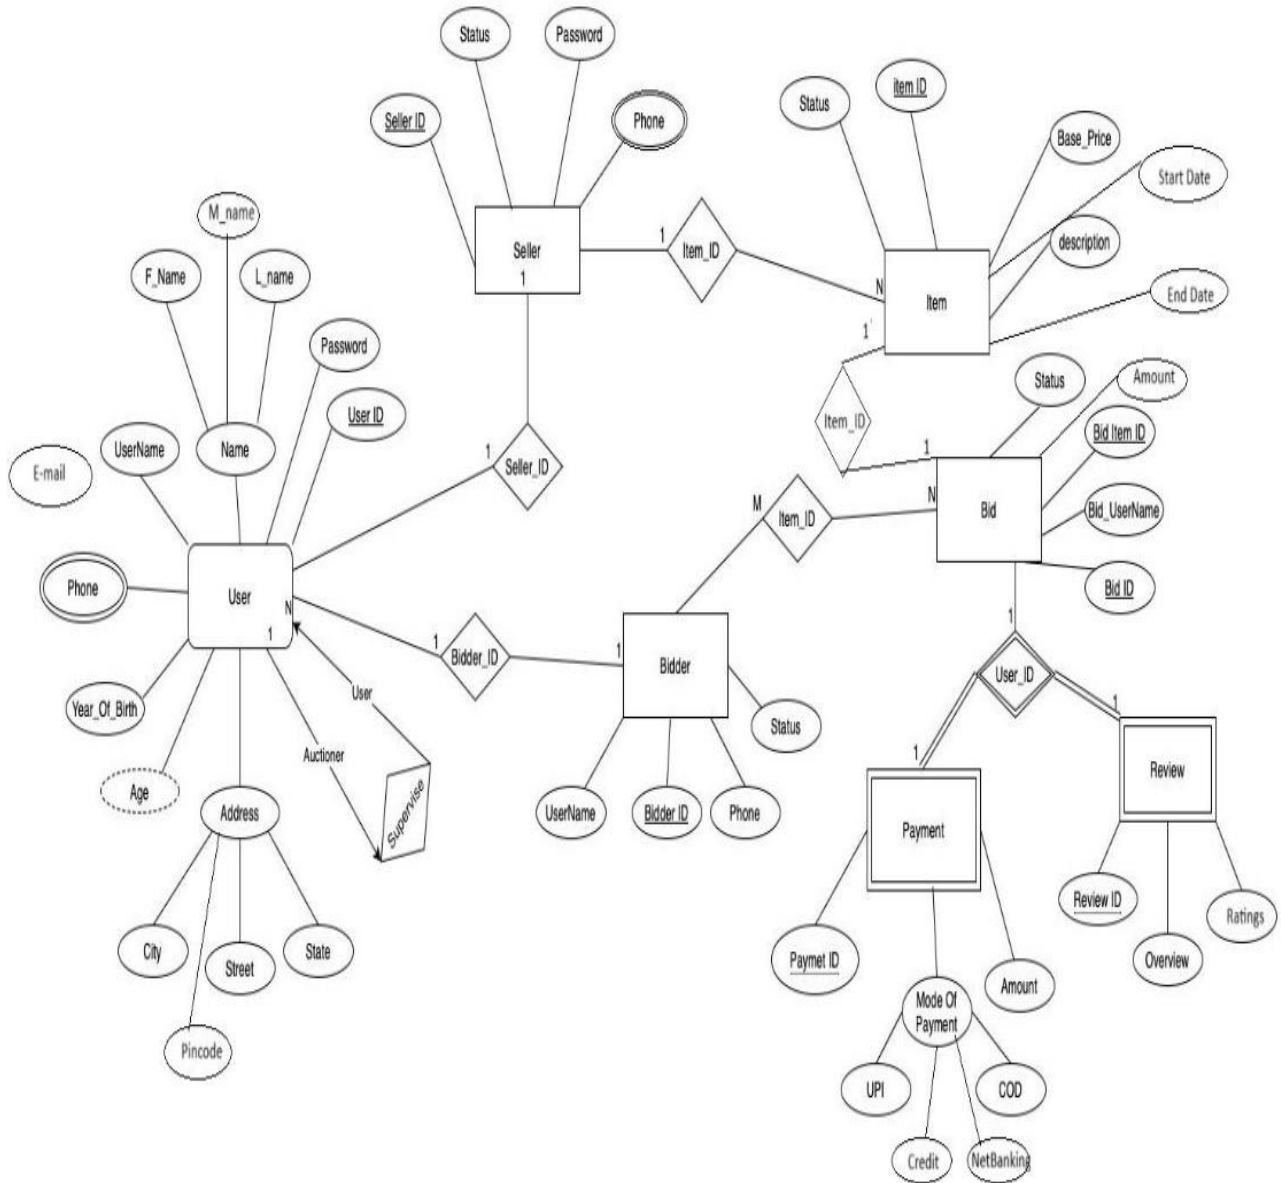 Status
Password
Seller ID
Phone
Seller
1
1
Item_ID
N
Status
item ID
Base_Price
Start Date
description
End Date
Item
1
Item_ID
1
M_name
F_Name
L_name
Password
User ID
UserName
Name
E-mail
Phone
User
N
1
Year_Of_Birth
Age
Address
City
Street
State
Pincode
1
Seller_ID
User
Auctioner
Supervise
1
Bidder_ID
1
Bidder
UserName
Bidder ID
Phone
Status
M
Item_ID
N
Status
Amount
Bid Item ID
Bid_UserName
Bid ID
Bid
1
User_ID
1
1
Payment
Paymet ID
Mode Of
Payment
Amount
UPI
COD
Credit
NetBanking
Review
Review ID
Overview
Ratings